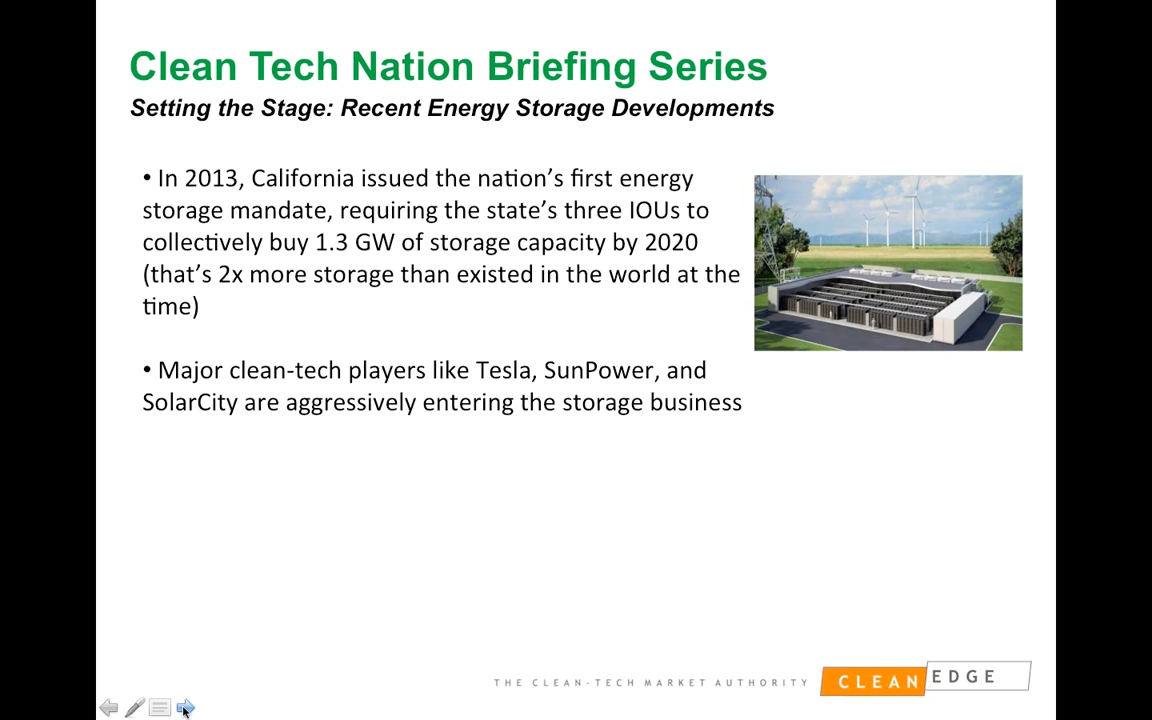 Clean Tech Nation Briefing Series
Setting the Stage: Recent Energy Storage Developments
• In 2013, California issued the nation’s first energy
storage mandate, requiring the state’s three IOUs to
collectively buy 1.3 GW of storage capacity by 2020
(that’s 2x more storage than existed in the world at the
time)
• Major clean-tech players like Tesla, SunPower, and
SolarCity are aggressively entering the storage business
THE CLEAN-TECH MARKET AUTHORITY
CLEAN EDGE